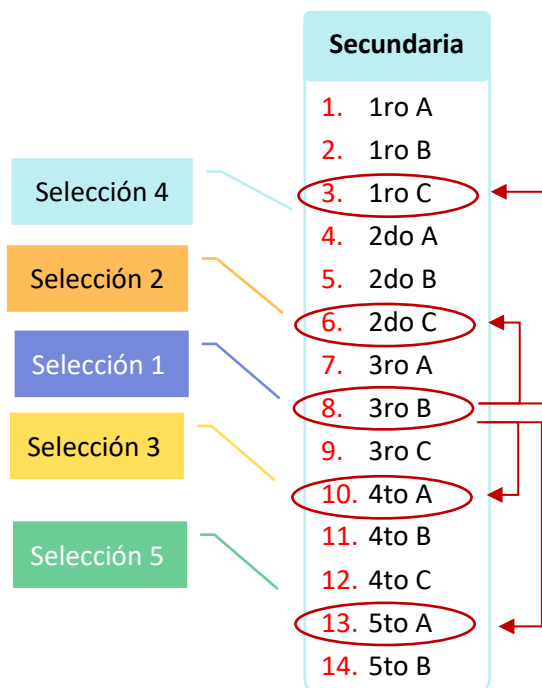 Secundaria
1. 1ro A
2. 1ro B
3. 1ro C
4. 2do A
5. 2do B
6. 2do C
7. 3ro A
8. 3ro B
9. 3ro C
10. 4to A
11. 4to B
12. 4to C
13. 5to A
14. 5to B
Selección 4
Selección 2
Selección 1
Selección 3
Selección 5